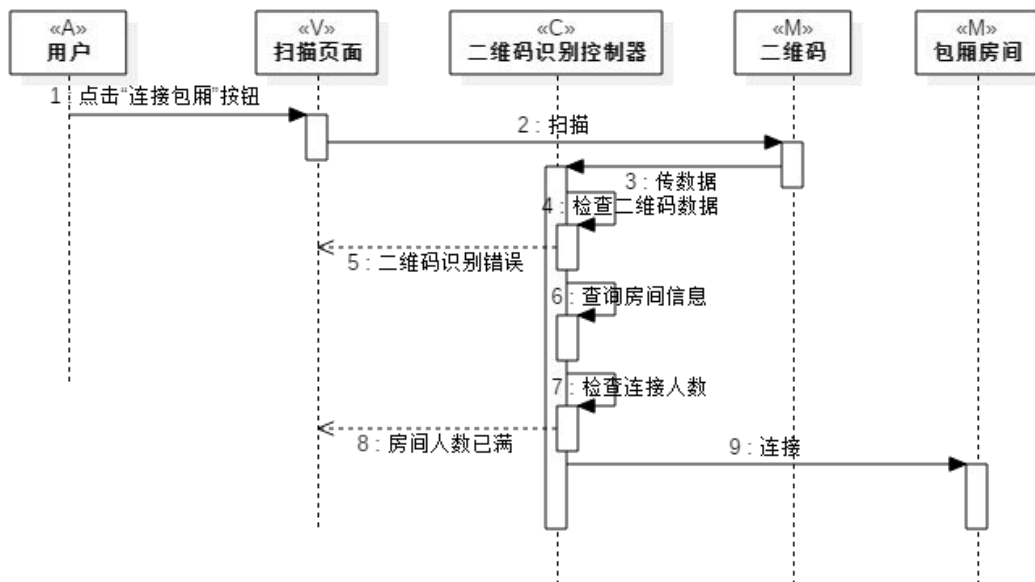 «A»
用户
«V»
扫描页面
«C»
二维码识别控制器
«M»
二维码
«M»
包厢房间
1 : 点击“连接包厢”按钮
2 : 扫描
3 : 传数据
4 : 检查二维码数据
5 : 二维码识别错误
6 : 查询房间信息
7 : 检查连接人数
8 : 房间人数已满
9 : 连接